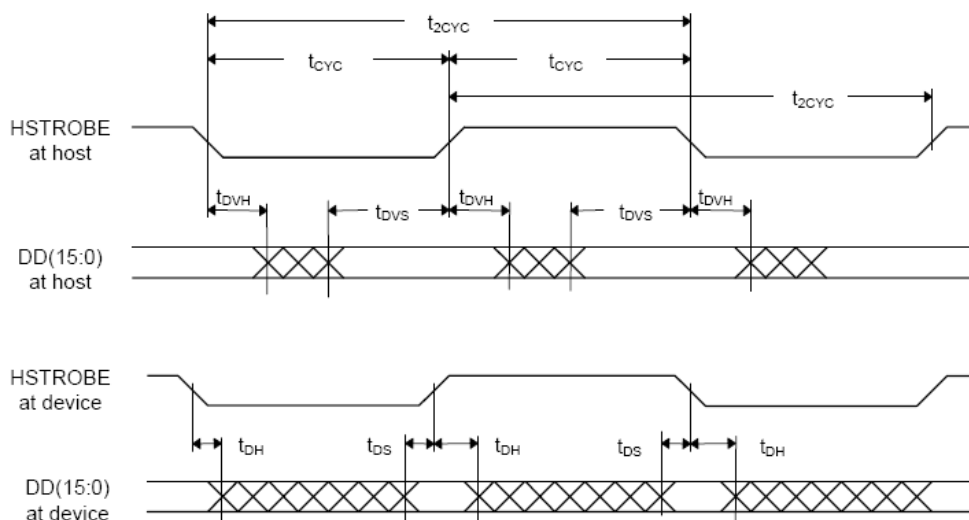 t2CYC
tCYC tCYC
t2CYC
HSTROBE
at host
tDVH tDVS tDVH tDVS tDVH
DD(15:0)
at host
HSTROBE
at device
tDH tDS tDH tDS tDH
DD(15:0)
at device